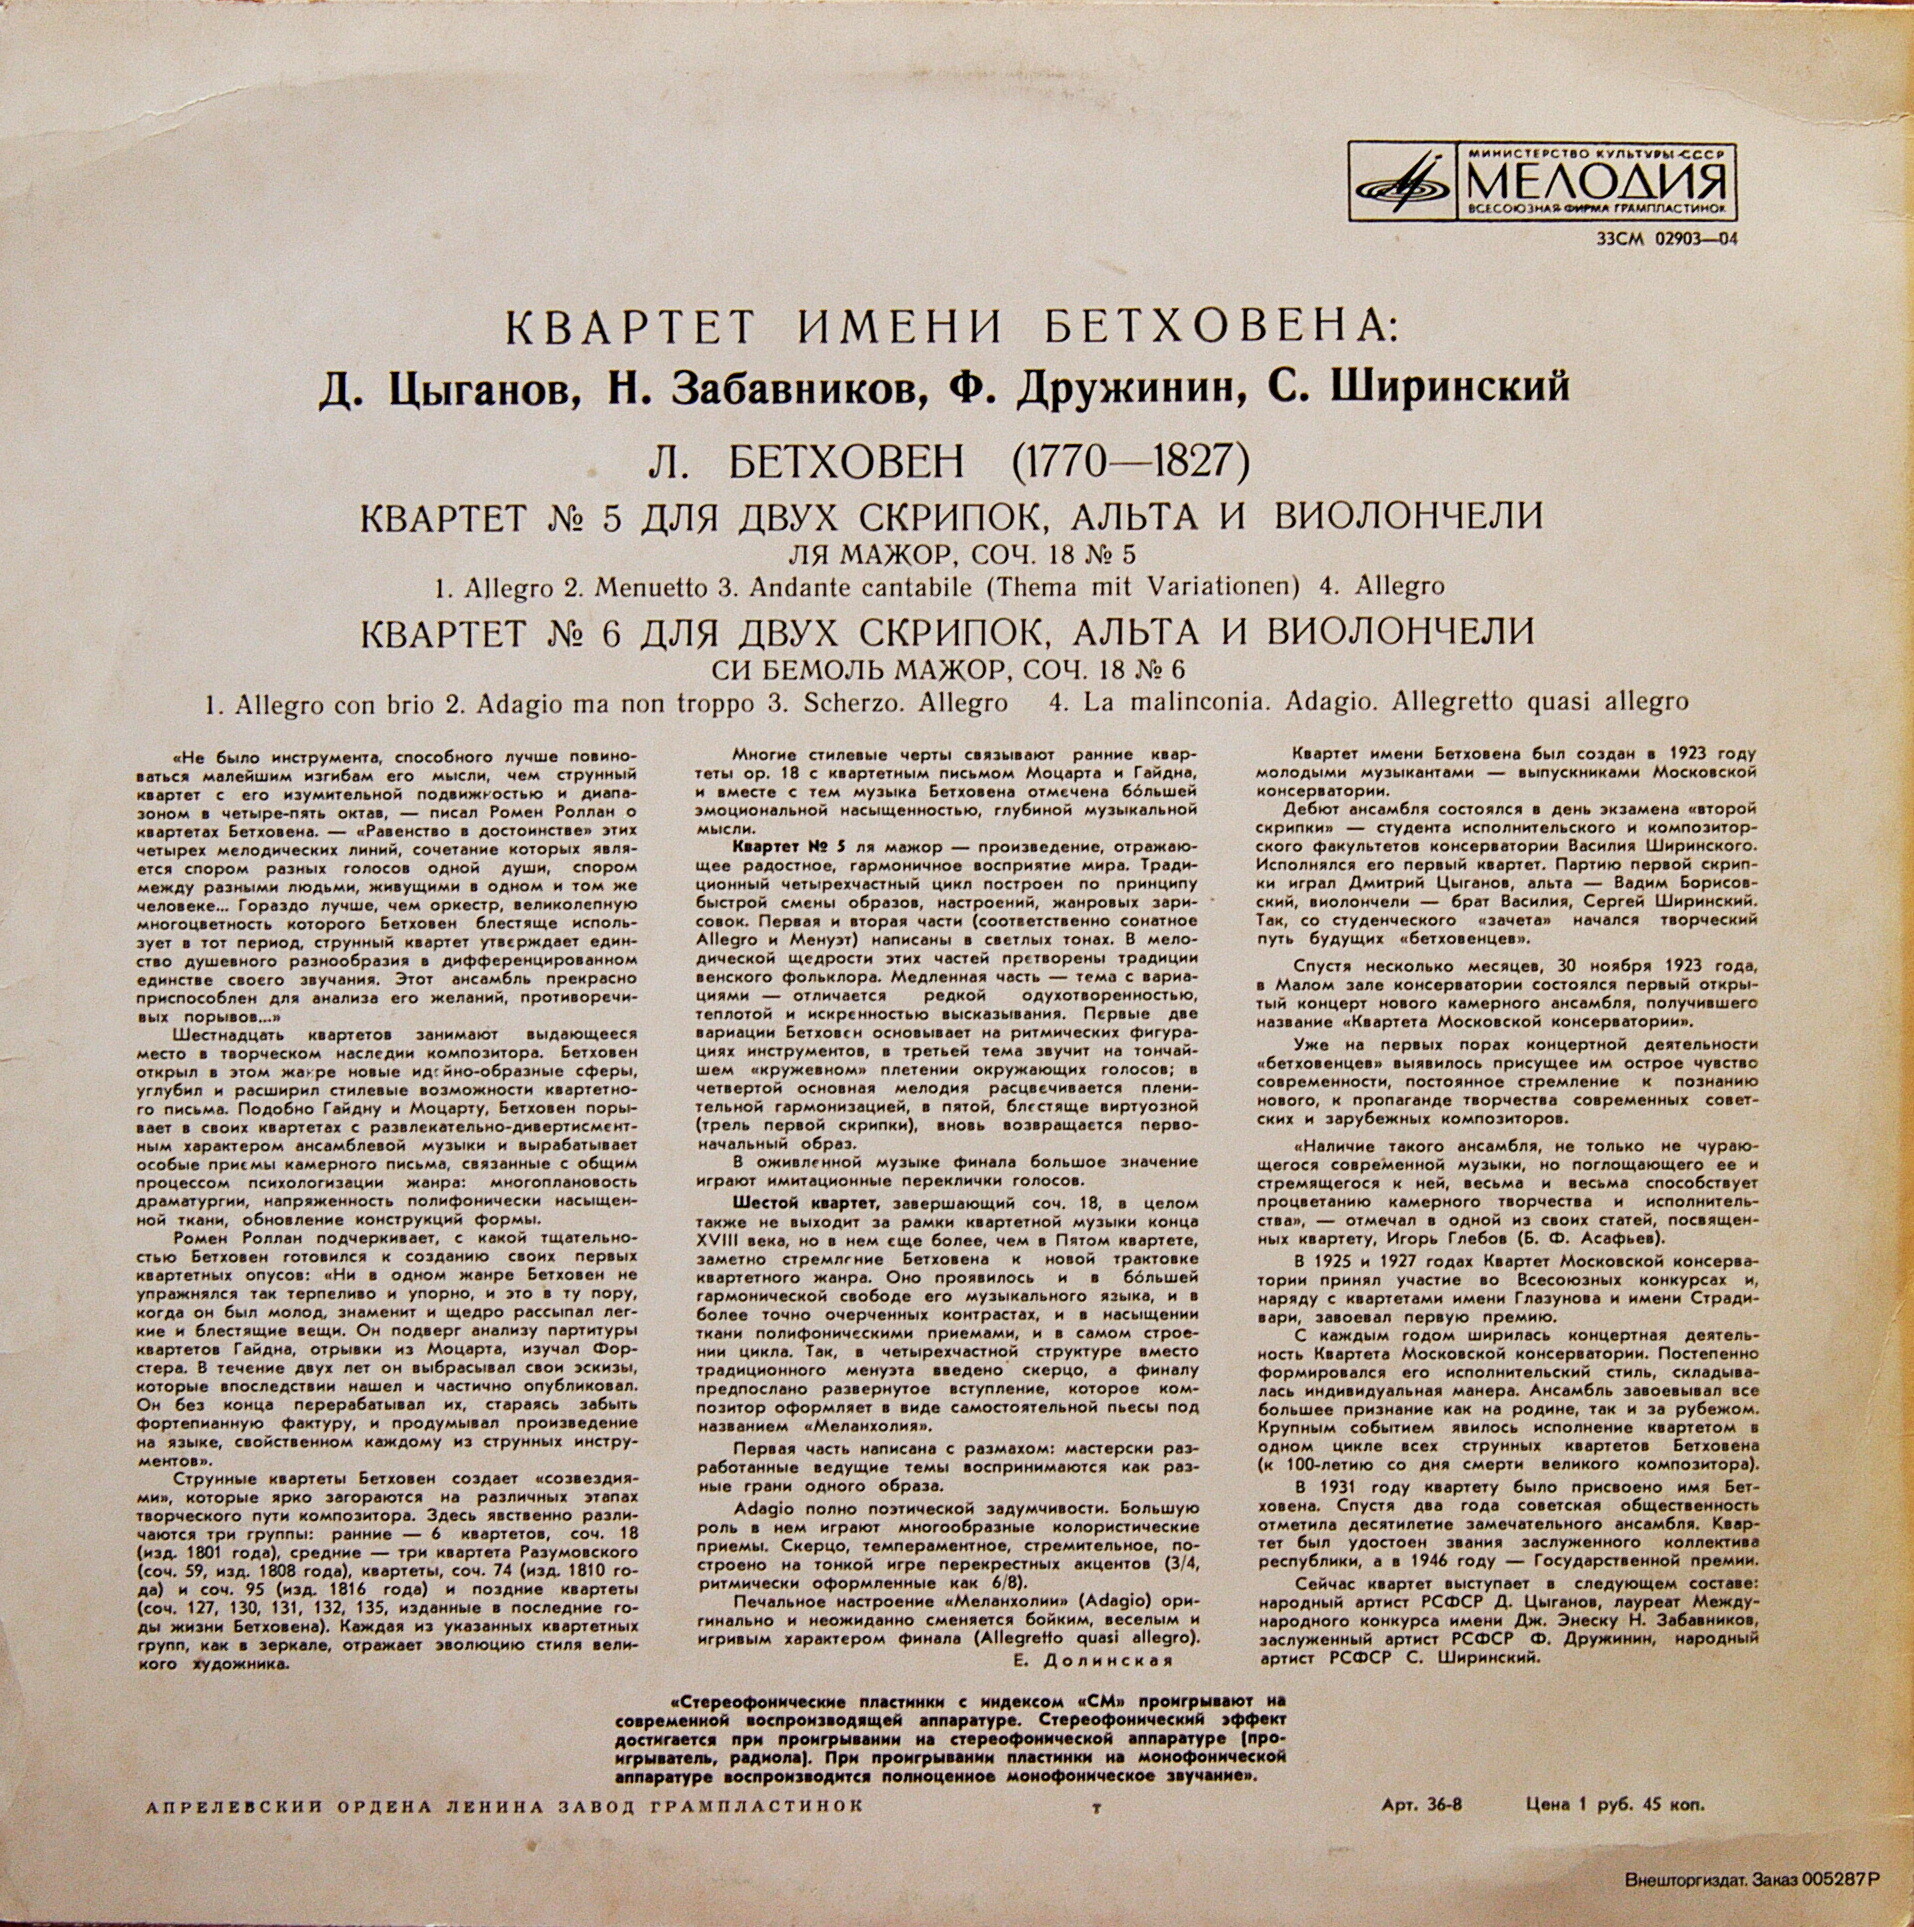 МИНИСТЕРСТВО КУЛЬТУРЫ СССР
МЕЛОДИЯ
ВСЕСОЮЗНАЯ ФИРМА ГРАМПЛАСТИНОК
33СМ 02903—04
КВАРТЕТ ИМЕНИ БЕТХОВЕНА:
Д. Цыганов, Н. Забавников, Ф. Дружинин, С. Ширинский
Л. БЕТХОВЕН (1770—1827)
КВАРТЕТ № 5 ДЛЯ ДВУХ СКРИПОК, АЛЬТА И ВИОЛОНЧЕЛИ
ЛЯ МАЖОР, СОЧ. 18 № 5
1. Allegro 2. Menuetto 3. Andante cantabile (Thema mit Variationen) 4. Allegro
КВАРТЕТ № 6 ДЛЯ ДВУХ СКРИПОК, АЛЬТА И ВИОЛОНЧЕЛИ
СИ БЕМОЛЬ МАЖОР, СОЧ. 18 № 6
1. Allegro con brio 2. Adagio ma non troppo 3. Scherzo. Allegro 4. La malinconia. Adagio. Allegretto quasi allegro
«Не было инструмента, способного лучше повино-
ваться малейшим изгибам его мысли, чем струнный
квартет с его изумительной подвижностью и диапа-
зоном в четыре-пять октав, — писал Ромен Роллан о
квартетах Бетховена. — «Равенство в достоинстве» этих
четырех мелодических линий, сочетание которых явля-
ется спором разных голосов одной души, спором
между разными людьми, живущими в одном и том же
человеке... Гораздо лучше, чем оркестр, великолепную
многоцветность которого Бетховен блестяще исполь-
зует в тот период, струнный квартет утверждает един-
ство душевного разнообразия в дифференцированном
единстве своего звучания. Этот ансамбль прекрасно
приспособлен для анализа его желаний, противоречи-
вых порывов...»
Шестнадцать квартетов занимают выдающееся
место в творческом наследии композитора. Бетховен
открыл в этом жанре новые идейно-образные сферы,
углубил и расширил стилевые возможности квартетно-
го письма. Подобно Гайдну и Моцарту, Бетховен поры-
вает в своих квартетах с развлекательно-дивертисмент-
ным характером ансамблевой музыки и вырабатывает
особые приемы камерного письма, связанные с общим
процессом психологизации жанра: многоплановость
драматургии, напряженность полифонически насыщен-
ной ткани, обновление конструкций формы.
Ромен Роллан подчеркивает, с какой тщательно-
стью Бетховен готовился к созданию своих первых
квартетных опусов: «Ни в одном жанре Бетховен не
упражнялся так терпеливо и упорно, и это в ту пору,
когда он был молод, знаменит и щедро рассыпал лег-
кие и блестящие вещи. Он подверг анализу партитуры
квартетов Гайдна, отрывки из Моцарта, изучал Фор-
стера. В течение двух лет он выбрасывал свои эскизы,
которые впоследствии нашел и частично опубликовал.
Он без конца перерабатывал их, стараясь забыть
фортепианную фактуру, и продумывал произведение
на языке, свойственном каждому из струнных инстру-
ментов».
Струнные квартеты Бетховен создает «созвездия-
ми», которые ярко загораются на различных этапах
творческого пути композитора. Здесь явственно разли-
чаются три группы: ранние — 6 квартетов, соч. 18
(изд. 1801 года), средние — три квартета Разумовского
(соч. 59, изд. 1808 года), квартеты, соч. 74 (изд. 1810 го-
да) и соч. 95 (изд. 1816 года) и поздние квартеты
(соч. 127, 130, 131, 132, 135, изданные в последние го-
ды жизни Бетховена). Каждая из указанных квартетных
групп, как в зеркале, отражает эволюцию стиля вели-
кого художника.
Многие стилевые черты связывают ранние квар-
теты ор. 18 с квартетным письмом Моцарта и Гайдна,
и вместе с тем музыка Бетховена отмечена бóльшей
эмоциональной насыщенностью, глубиной музыкальной
мысли.
Квартет № 5 ля мажор — произведение, отражаю-
щее радостное, гармоничное восприятие мира. Тради-
ционный четырехчастный цикл построен по принципу
быстрой смены образов, настроений, жанровых зари-
совок. Первая и вторая части (соответственно сонатное
Allegro и Менуэт) написаны в светлых тонах. В мело-
дической щедрости этих частей претворены традиции
венского фольклора. Медленная часть — тема с вариа-
циями — отличается редкой одухотворенностью,
теплотой и искренностью высказывания. Первые две
вариации Бетховен основывает на ритмических фигура-
циях инструментов, в третьей тема звучит на тончай-
шем «кружевном» плетении окружающих голосов; в
четвертой основная мелодия расцвечивается плени-
тельной гармонизацией, в пятой, блестяще виртуозной
(трель первой скрипки), вновь возвращается перво-
начальный образ.
В оживленной музыке финала большое значение
играют имитационные переклички голосов.
Шестой квартет, завершающий соч. 18, в целом
также не выходит за рамки квартетной музыки конца
XVIII века, но в нем еще более, чем в Пятом квартете,
заметно стремление Бетховена к новой трактовке
квартетного жанра. Оно проявилось и в бóльшей
гармонической свободе его музыкального языка, и в
более точно очерченных контрастах, и в насыщении
ткани полифоническими приемами, и в самом строе-
нии цикла. Так, в четырехчастной структуре вместо
традиционного менуэта введено скерцо, а финалу
предпослано развернутое вступление, которое ком-
позитор оформляет в виде самостоятельной пьесы под
названием «Меланхолия».
Первая часть написана с размахом: мастерски раз-
работанные ведущие темы воспринимаются как раз-
ные грани одного образа.
Adagio полно поэтической задумчивости. Большую
роль в нем играют многообразные колористические
приемы. Скерцо, темпераментное, стремительное, по-
строено на тонкой игре перекрестных акцентов (3/4,
ритмически оформленные как 6/8).
Печальное настроение «Меланхолии» (Adagio) ори-
гинально и неожиданно сменяется бойким, веселым и
игривым характером финала (Allegretto quasi allegro).
Е. Долинская
Квартет имени Бетховена был создан в 1923 году
молодыми музыкантами — выпускниками Московской
консерватории.
Дебют ансамбля состоялся в день экзамена «второй
скрипки» — студента исполнительского и композитор-
ского факультетов консерватории Василия Ширинского.
Исполнялся его первый квартет. Партию первой скрип-
ки играл Дмитрий Цыганов, альта — Вадим Борисов-
ский, виолончели — брат Василия, Сергей Ширинский.
Так, со студенческого «зачета» начался творческий
путь будущих «бетховенцев».
Спустя несколько месяцев, 30 ноября 1923 года,
в Малом зале консерватории состоялся первый откры-
тый концерт нового камерного ансамбля, получившего
название «Квартета Московской консерватории».
Уже на первых порах концертной деятельности
«бетховенцев» выявилось присущее им острое чувство
современности, постоянное стремление к познанию
нового, к пропаганде творчества современных совет-
ских и зарубежных композиторов.
«Наличие такого ансамбля, не только не чураю-
щегося современной музыки, но поглощающего ее и
стремящегося к ней, весьма и весьма способствует
процветанию камерного творчества и исполнитель-
ства», — отмечал в одной из своих статей, посвящен-
ных квартету, Игорь Глебов (Б. Ф. Асафьев).
В 1925 и 1927 годах Квартет Московской консерва-
тории принял участие во Всесоюзных конкурсах и,
наряду с квартетами имени Глазунова и имени Стради-
вари, завоевал первую премию.
С каждым годом ширилась концертная деятель-
ность Квартета Московской консерватории. Постепенно
формировался его исполнительский стиль, складыва-
лась индивидуальная манера. Ансамбль завоевывал все
большее признание как на родине, так и за рубежом.
Крупным событием явилось исполнение квартетом в
одном цикле всех струнных квартетов Бетховена
(к 100-летию со дня смерти великого композитора).
В 1931 году квартету было присвоено имя Бет-
ховена. Спустя два года советская общественность
отметила десятилетие замечательного ансамбля. Квар-
тет был удостоен звания заслуженного коллектива
республики, а в 1946 году — Государственной премии.
Сейчас квартет выступает в следующем составе:
народный артист РСФСР Д. Цыганов, лауреат Между-
народного конкурса имени Дж. Энеску Н. Забавников,
заслуженный артист РСФСР Ф. Дружинин, народный
артист РСФСР С. Ширинский.
«Стереофонические пластинки с индексом «СМ» проигрывают на
современной воспроизводящей аппаратуре. Стереофонический эффект
достигается при проигрывании на стереофонической аппаратуре (про-
игрыватель, радиола). При проигрывании пластинки на монофонической
аппаратуре воспроизводится полноценное монофоническое звучание».
АПРЕЛЕВСКИЙ ОРДЕНА ЛЕНИНА ЗАВОД ГРАМПЛАСТИНОК т Арт. 36-8 Цена 1 руб. 45 коп.
Внешторгиздат. Заказ 005287Р